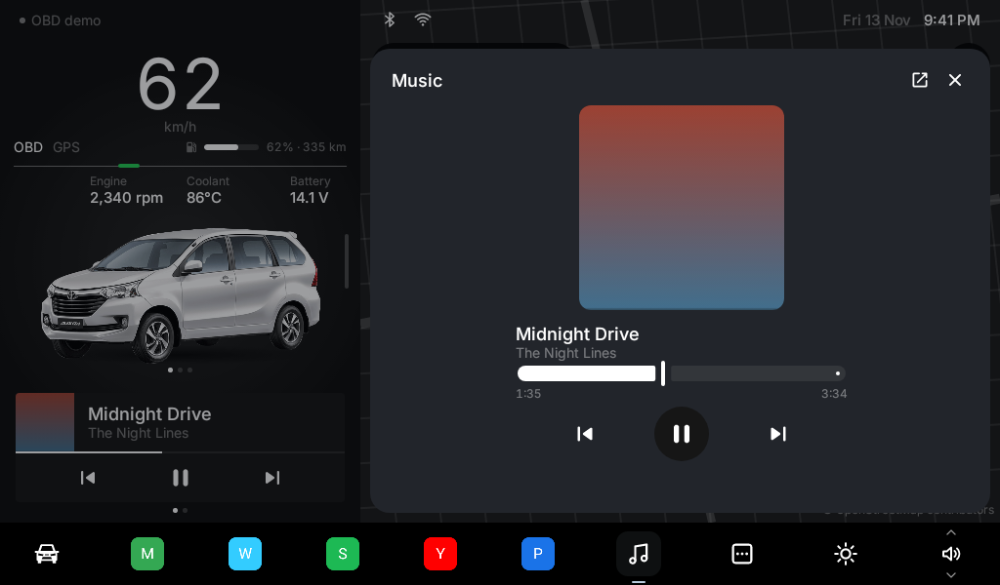 OBD demo
Fri 13 Nov 9:41 PM
62
km/h
OBD GPS
62% · 335 km
Engine Coolant Battery
2,340 rpm 86°C 14.1 V
Midnight Drive
The Night Lines
Music
Midnight Drive
The Night Lines
1:35 3:34
© OpenStreetMap contributors
M W S Y P